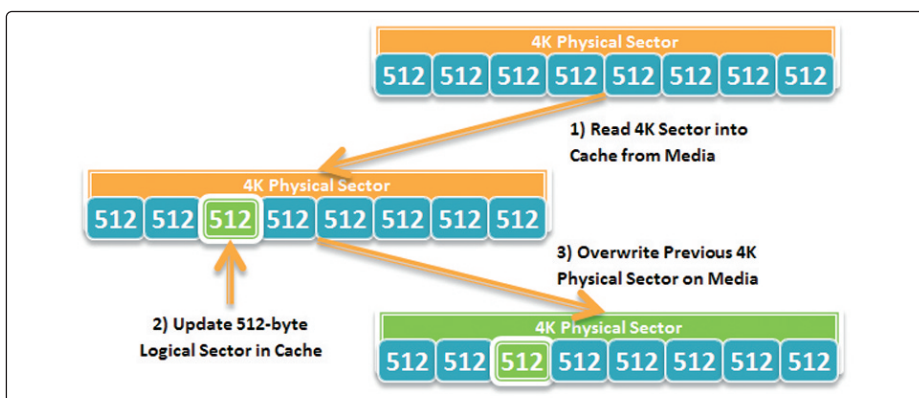 4K Physical Sector
512 512 512 512 512 512 512 512
1) Read 4K Sector into
Cache from Media
4K Physical Sector
512 512 512 512 512 512 512 512
3) Overwrite Previous 4K
Physical Sector on Media
2) Update 512-byte
Logical Sector in Cache
4K Physical Sector
512 512 512 512 512 512 512 512